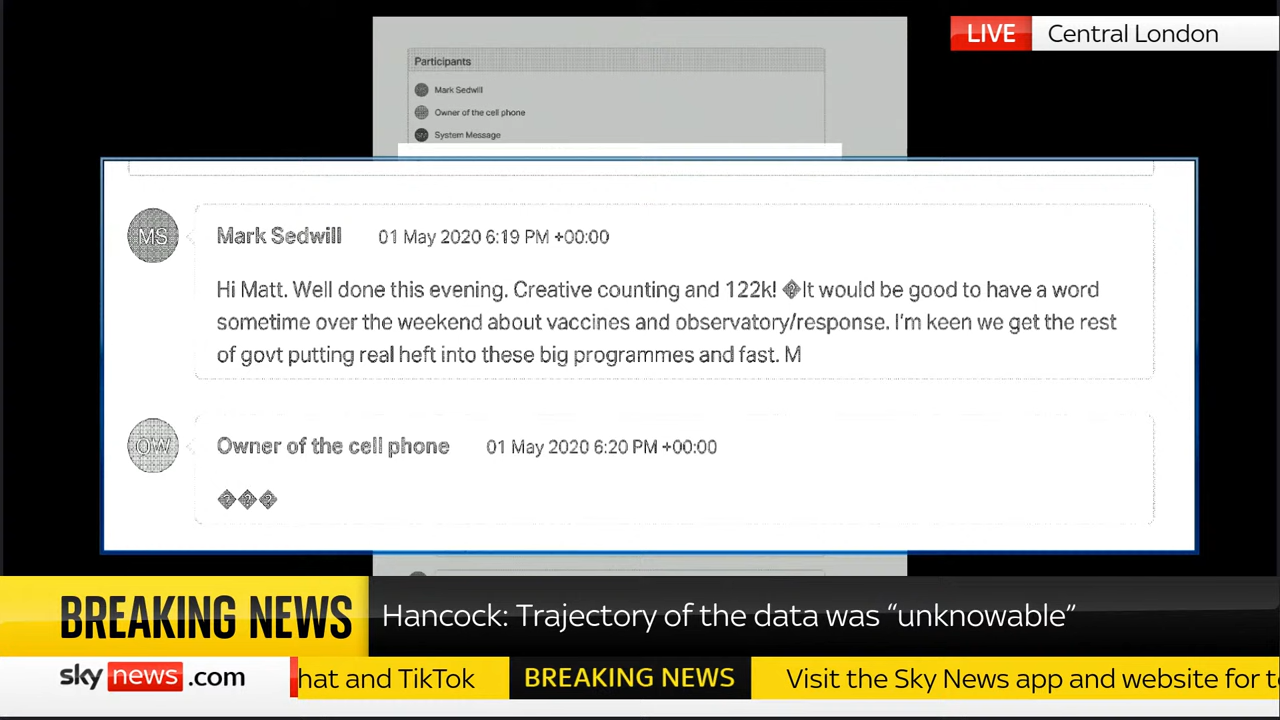 LIVE Central London
Participants
Mark Sedwill
Owner of the cell phone
System Message
MS
Mark Sedwill 01 May 2020 6:19 PM +00:00
Hi Matt. Well done this evening. Creative counting and 122k! �It would be good to have a word
sometime over the weekend about vaccines and observatory/response. I'm keen we get the rest
of govt putting real heft into these big programmes and fast. M
OW
Owner of the cell phone 01 May 2020 6:20 PM +00:00
���
BREAKING NEWS
Hancock: Trajectory of the data was “unknowable”
sky news .com
hat and TikTok BREAKING NEWS Visit the Sky News app and website for t